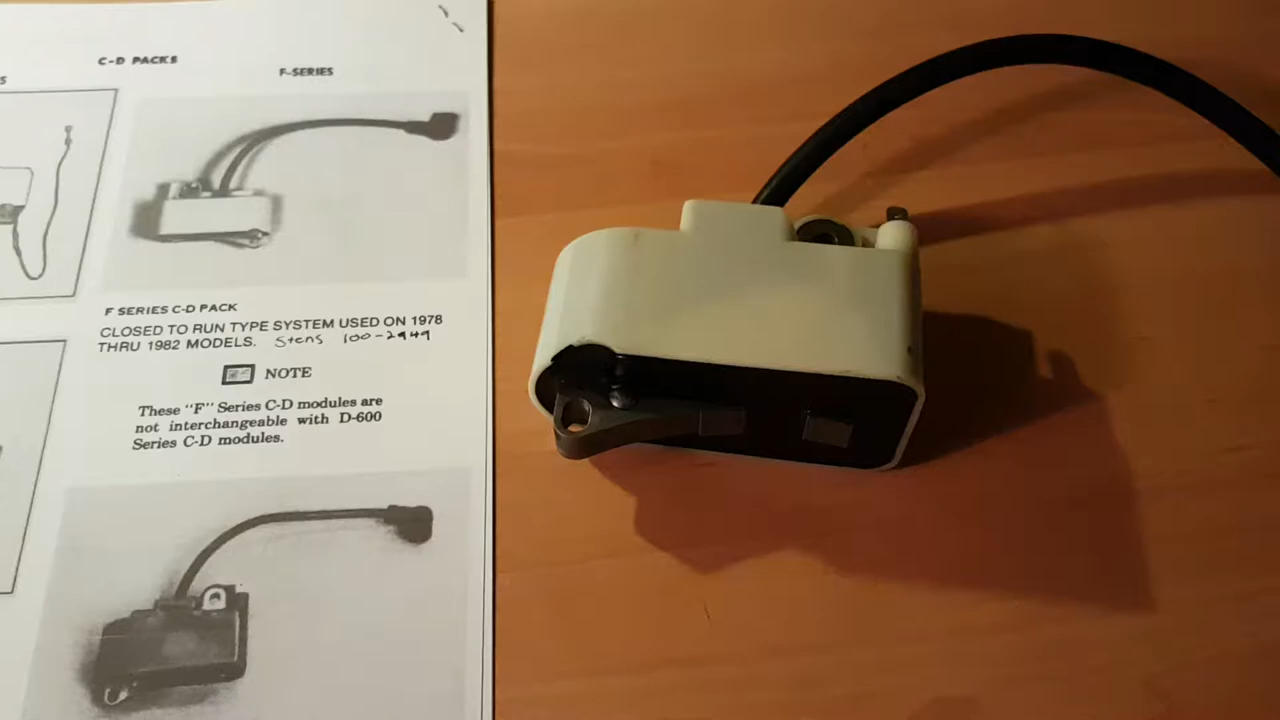 S
C-D PACKS
F-SERIES
F SERIES C-D PACK
CLOSED TO RUN TYPE SYSTEM USED ON 1978
THRU 1982 MODELS. Stens 100-2949
NOTE
These "F" Series C-D modules are
not interchangeable with D-600
Series C-D modules.